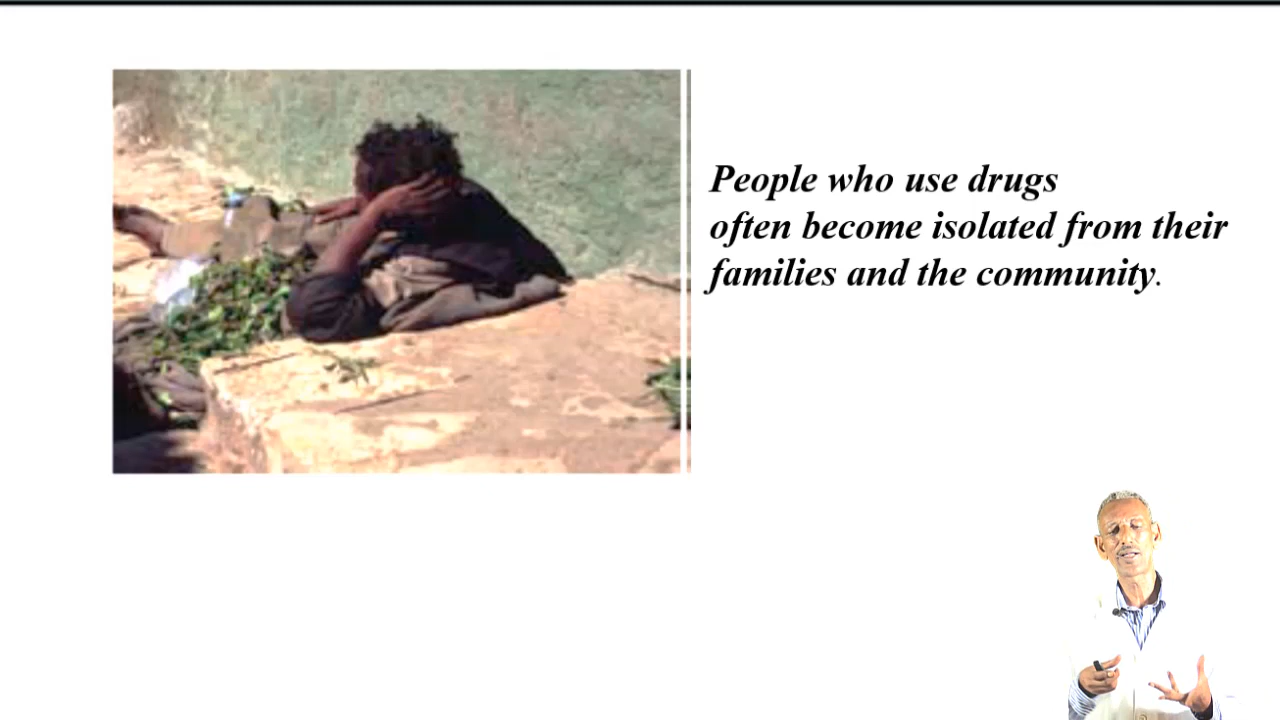 People who use drugs
often become isolated from their
families and the community.